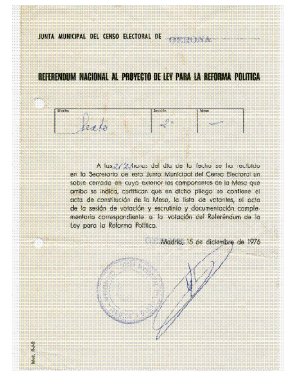 JUNTA MUNICIPAL DEL CENSO ELECTORAL DE GERONA
REFERENDUM NACIONAL AL PROYECTO DE LEY PARA LA REFORMA POLITICA
Distrito Sección Mesa
Sexto 2ª —
A las horas del día de la fecha se ha recibido
en la Secretaría de esta Junta Municipal del Censo Electoral un
sobre cerrado en cuyo exterior los componentes de la Mesa que
arriba se indica, certifican que en dicho pliego se contiene el
acta de constitución de la Mesa, la lista de votantes, el acta
de la sesión de votación y escrutinio y documentación comple-
mentaria correspondiente a la votación del Referéndum de la
Ley para la Reforma Política.
Madrid, 15 de diciembre de 1976